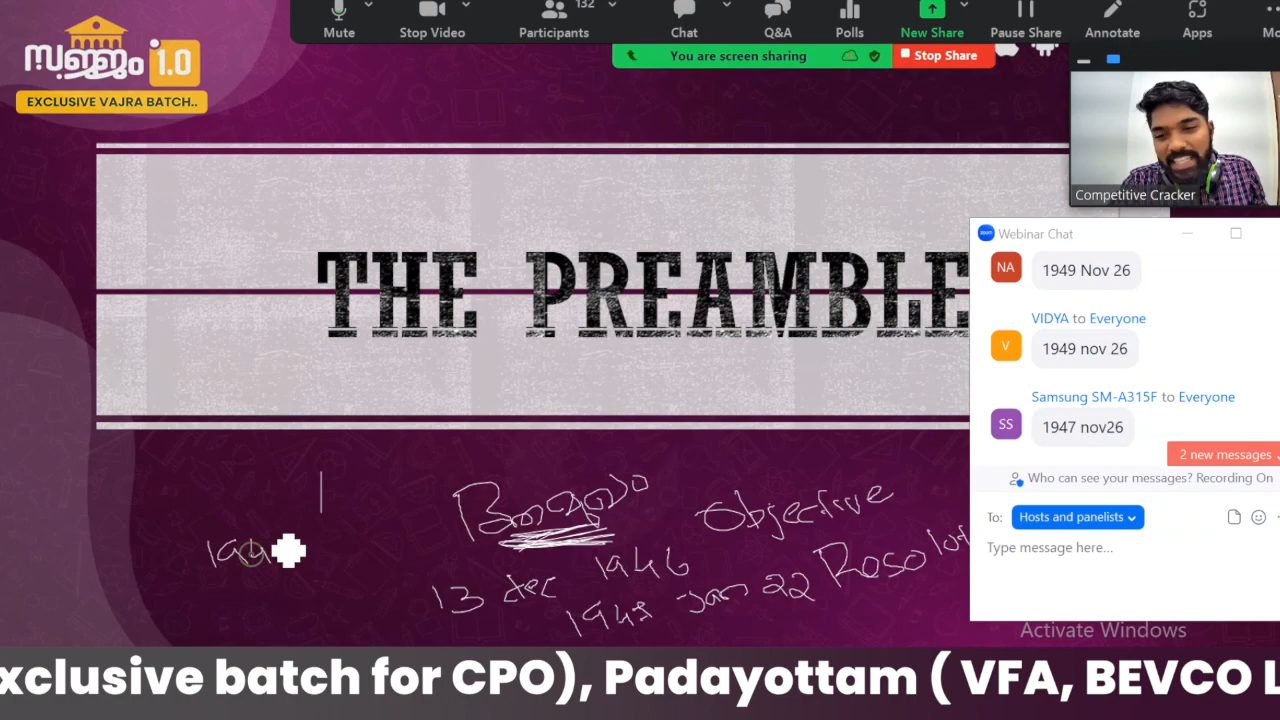 Mute
Stop Video
Participants
132
Chat
Q&A
Polls
New Share
Pause Share
Annotate
Apps
You are screen sharing
Stop Share
1.0
EXCLUSIVE VAJRA BATCH..
Competitive Cracker
THE PREAMBLE
Webinar Chat
NA
1949 Nov 26
VIDYA to Everyone
V
1949 nov 26
Samsung SM-A315F to Everyone
SS
1947 nov26
2 new messages
Who can see your messages? Recording On
To: Hosts and panelists
Type message here...
Objective
13 dec 1946
jan 22
Activate Windows
xclusive batch for CPO), Padayottam ( VFA, BEVCO L